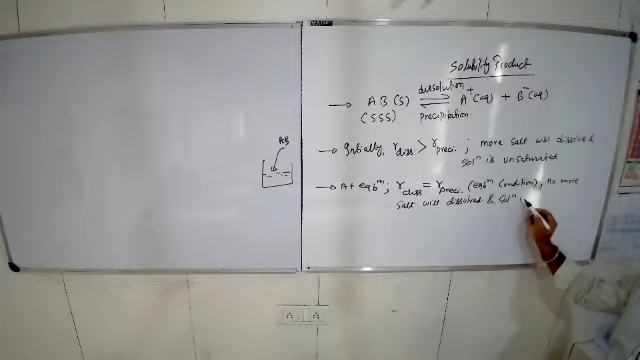 Solubility Product
dissolution
→ AB(s) ⇌ A⁺(aq) + B⁻(aq)
(SSS) precipitation
→ Initially, r_diss > r_preci. ; more salt will dissolve &
solⁿ is unsaturated
AB
→ At eqbᵐ ; r_diss = r_preci. (eqbᵐ condition), no more
salt will dissolved & solⁿ i